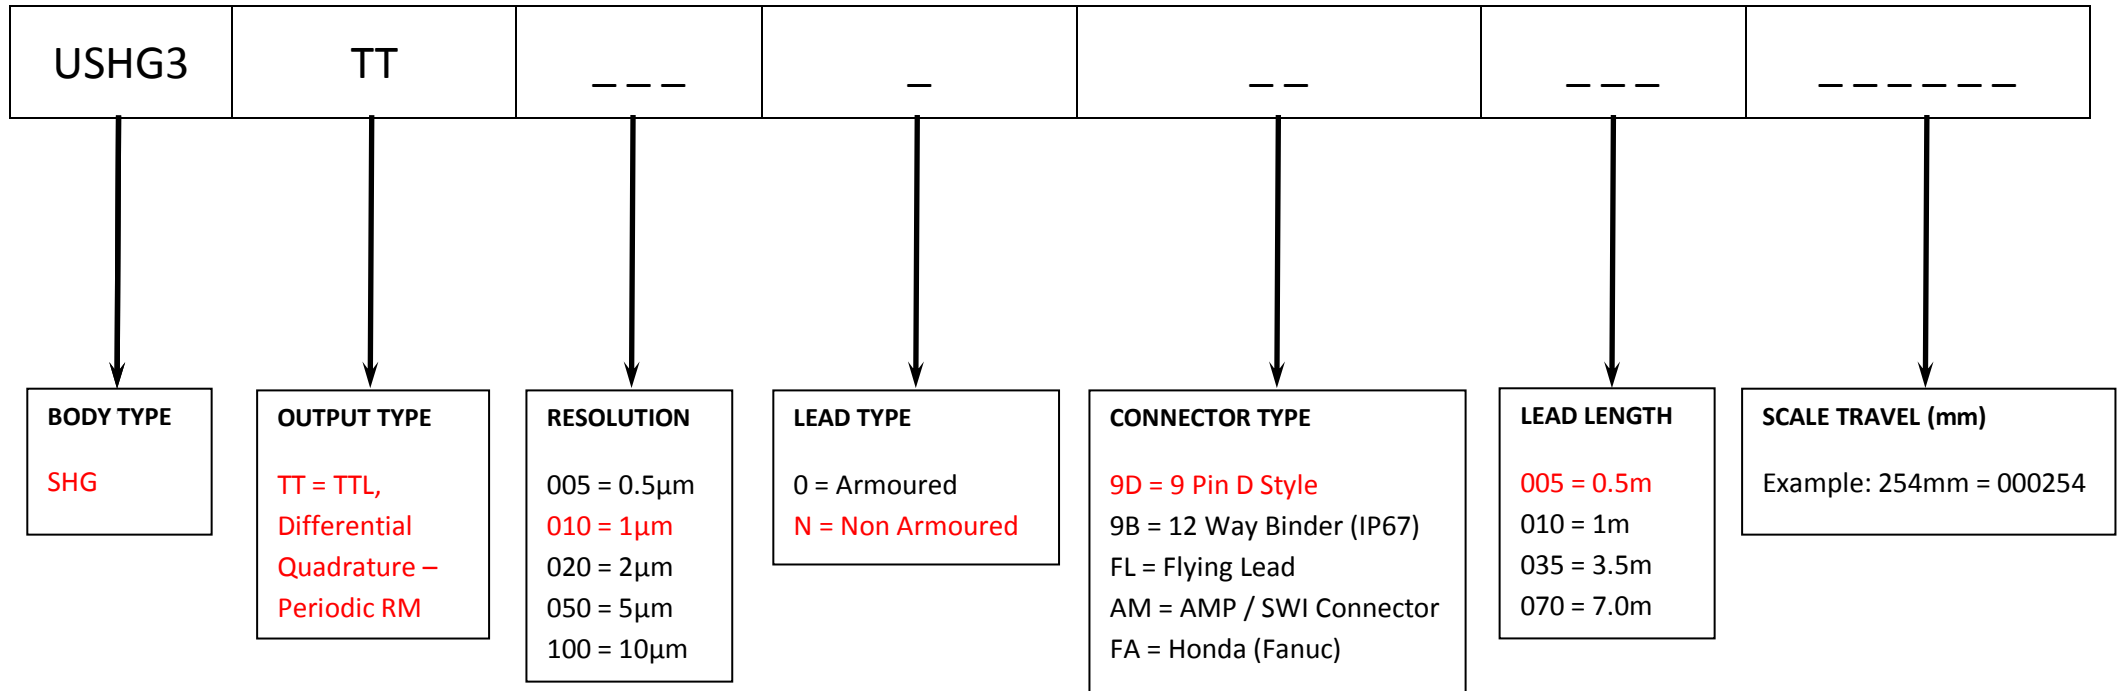 USHG3 TT _ _ _ _ _ _ _ _ _ _ _ _ _ _ _
BODY TYPE
SHG
OUTPUT TYPE
TT = TTL,
Differential
Quadrature –
Periodic RM
RESOLUTION
005 = 0.5µm
010 = 1µm
020 = 2µm
050 = 5µm
100 = 10µm
LEAD TYPE
0 = Armoured
N = Non Armoured
CONNECTOR TYPE
9D = 9 Pin D Style
9B = 12 Way Binder (IP67)
FL = Flying Lead
AM = AMP / SWI Connector
FA = Honda (Fanuc)
LEAD LENGTH
005 = 0.5m
010 = 1m
035 = 3.5m
070 = 7.0m
SCALE TRAVEL (mm)
Example: 254mm = 000254